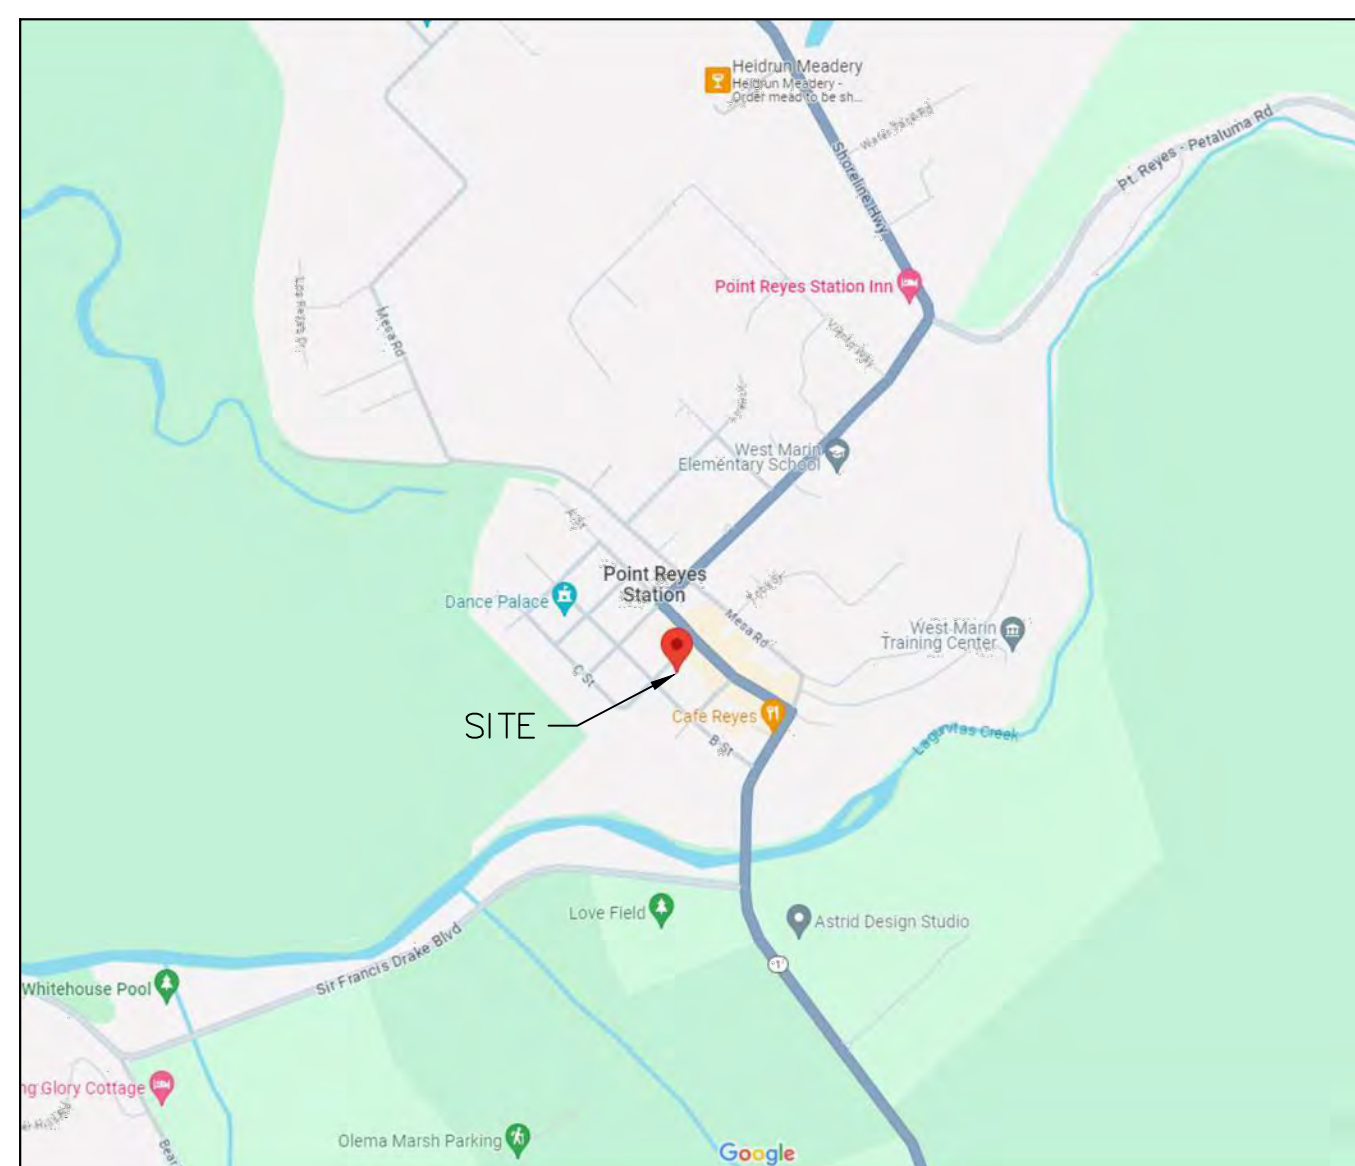 Heidrun Meadery
Heidrun Meadery -
Order mead to be sh...
Shoreline Hwy
Pt. Reyes - Petaluma Rd
Point Reyes Station Inn
Mesa Rd
West Marin
Elementary School
Point Reyes
Station
Dance Palace
Mesa Rd
West Marin
Training Center
C St
SITE
Cafe Reyes
B St
Lagunitas Creek
Love Field
Astrid Design Studio
Sir Francis Drake Blvd
1
Whitehouse Pool
ng Glory Cottage
Bear
Olema Marsh Parking
Google